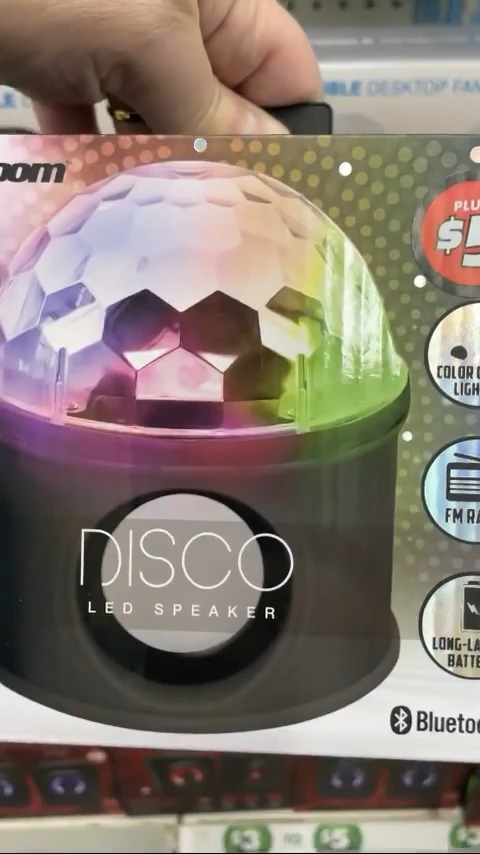 BLE DESKTOP FAN
oom
PLU
$5
COLOR C
LIGH
FM RA
DISCO
LED SPEAKER
LONG-LA
BATTE
Bluetoo
$3 TO $5